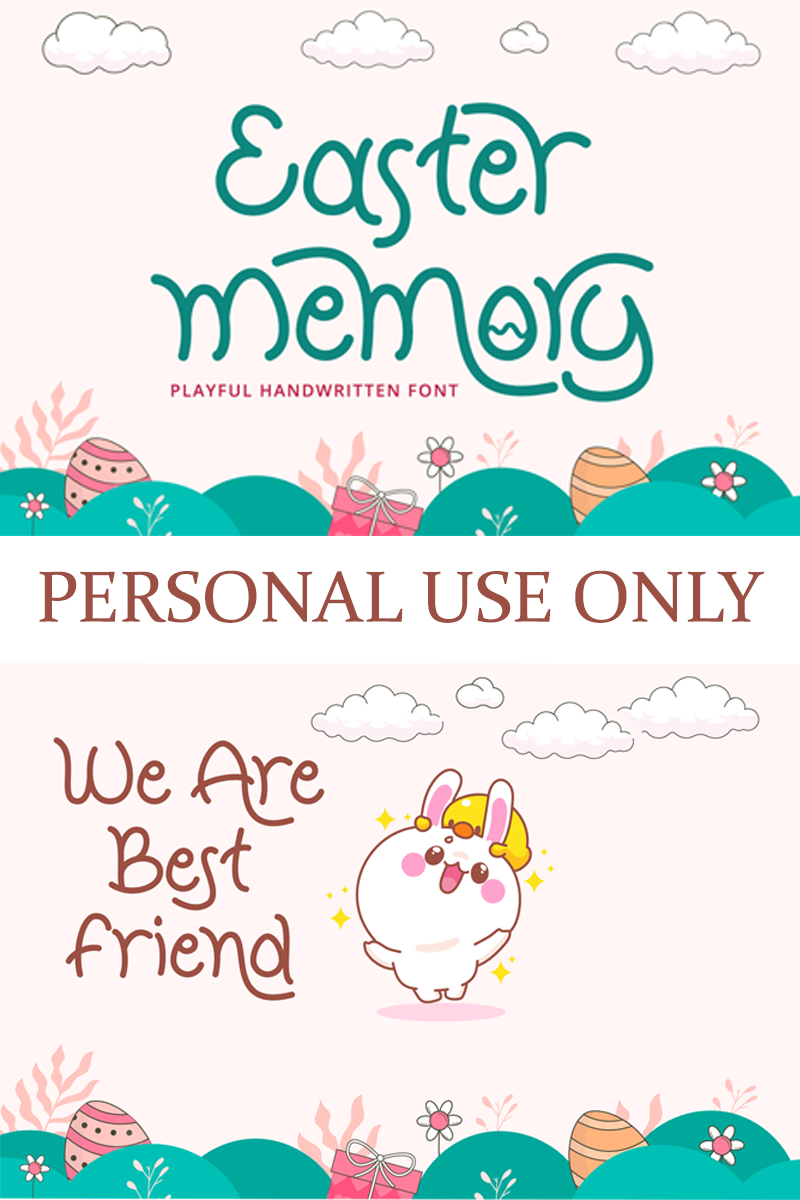 Easter
memory
PLAYFUL HANDWRITTEN FONT
PERSONAL USE ONLY
We Are
Best
friend